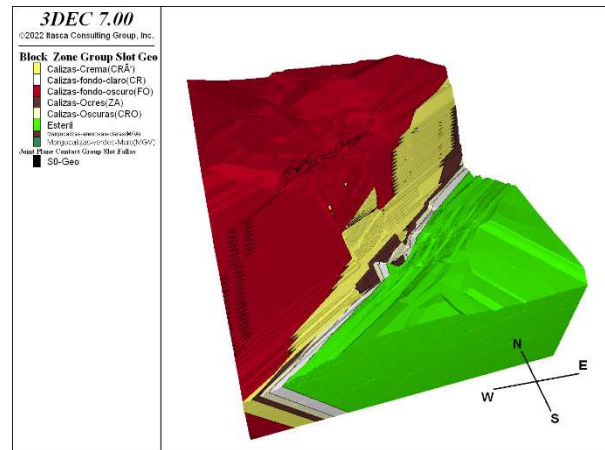 3DEC 7.00
©2022 Itasca Consulting Group, Inc.
Block Zone Group Slot Geo
Calizas-Crema(CRÃ')
Calizas-fondo-claro(CR)
Calizas-fondo-oscuro(FO)
Calizas-Ocres(ZA)
Calizas-Oscuras(CRO)
Esteril
Margocalizas-verdes-Muro(MGV)
Joint Plane Contact Group Slot Fallas
S0-Geo
N
E
W
S